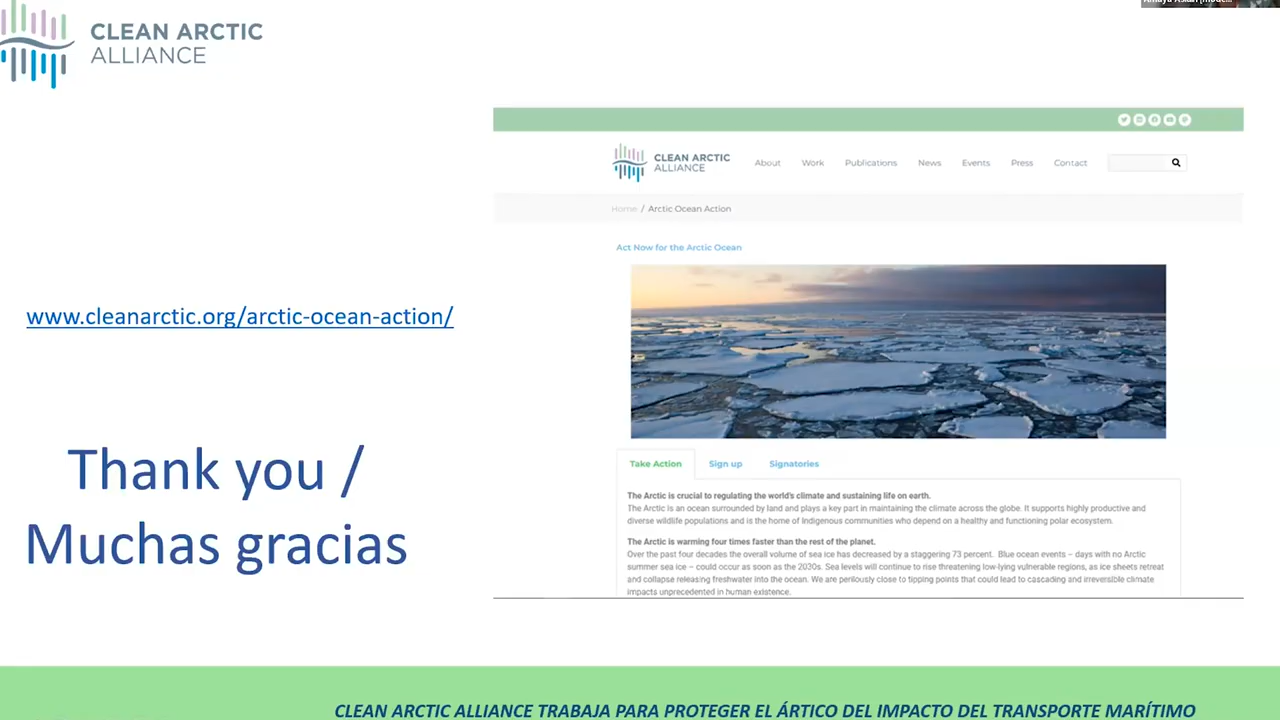 CLEAN ARCTIC
ALLIANCE
www.cleanarctic.org/arctic-ocean-action/
Thank you /
Muchas gracias
CLEAN ARCTIC
ALLIANCE
About Work Publications News Events Press Contact
Home / Arctic Ocean Action
Act Now for the Arctic Ocean
Take Action Sign up Signatories
The Arctic is crucial to regulating the world's climate and sustaining life on earth.
The Arctic is an ocean surrounded by land and plays a key part in maintaining the climate across the globe. It supports highly productive and
diverse wildlife populations and is the home of Indigenous communities who depend on a healthy and functioning polar ecosystem.
The Arctic is warming four times faster than the rest of the planet.
Over the past four decades the overall volume of sea ice has decreased by a staggering 73 percent. Blue ocean events – days with no Arctic
summer sea ice – could occur as soon as the 2030s. Sea levels will continue to rise threatening low-lying vulnerable regions, as ice sheets retreat
and collapse releasing freshwater into the ocean. We are perilously close to tipping points that could lead to cascading and irreversible climate
impacts unprecedented in human existence.
CLEAN ARCTIC ALLIANCE TRABAJA PARA PROTEGER EL ÁRTICO DEL IMPACTO DEL TRANSPORTE MARÍTIMO